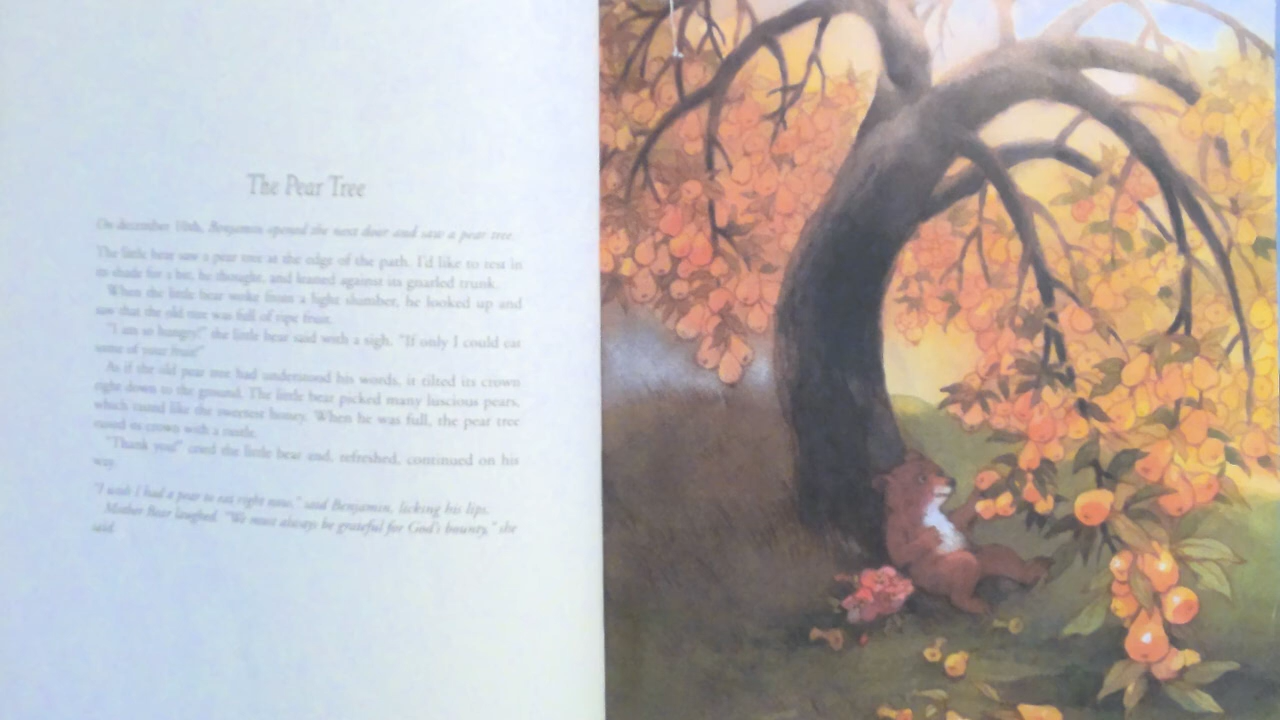 The Pear Tree
On december 10th, Benjamin opened the next door and saw a pear tree.
The little bear saw a pear tree at the edge of the path. I'd like to rest in
its shade for a bit, he thought, and leaned against its gnarled trunk.
When the little bear woke from a light slumber, he looked up and
saw that the old tree was full of ripe fruit.
"I am so hungry!" the little bear said with a sigh. "If only I could eat
some of your fruit!"
As if the old pear tree had understood his words, it tilted its crown
right down to the ground. The little bear picked many luscious pears,
which tasted like the sweetest honey. When he was full, the pear tree
raised its crown with a rustle.
"Thank you!" cried the little bear and, refreshed, continued on his
way.
"I wish I had a pear to eat right now," said Benjamin, licking his lips.
Mother Bear laughed. "We must always be grateful for God's bounty," she
said.